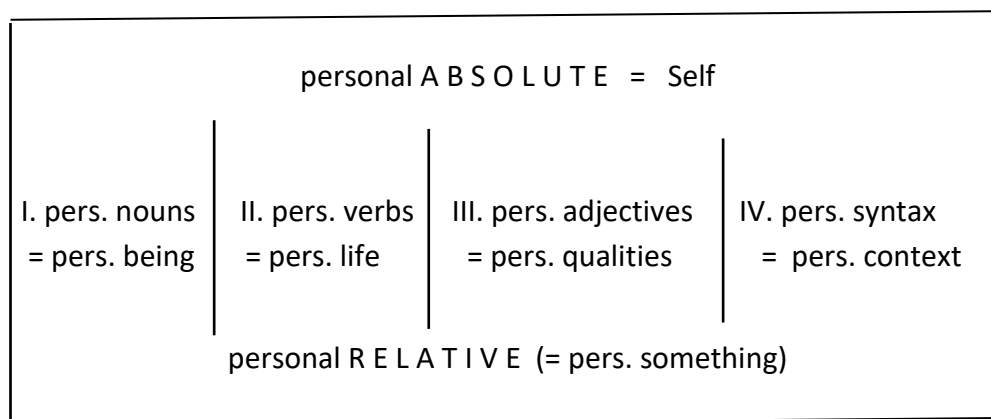 personal A B S O L U T E = Self
I. pers. nouns II. pers. verbs III. pers. adjectives IV. pers. syntax
= pers. being = pers. life = pers. qualities = pers. context
personal R E L A T I V E (= pers. something)